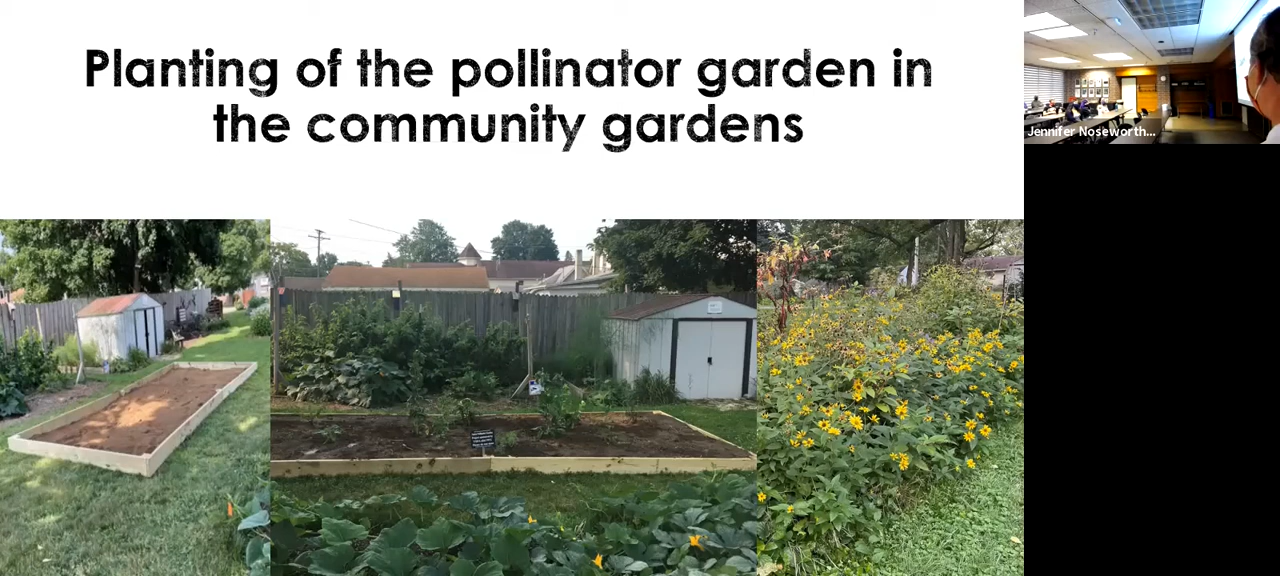 Planting of the pollinator garden in
the community gardens
Jennifer Noseworth...